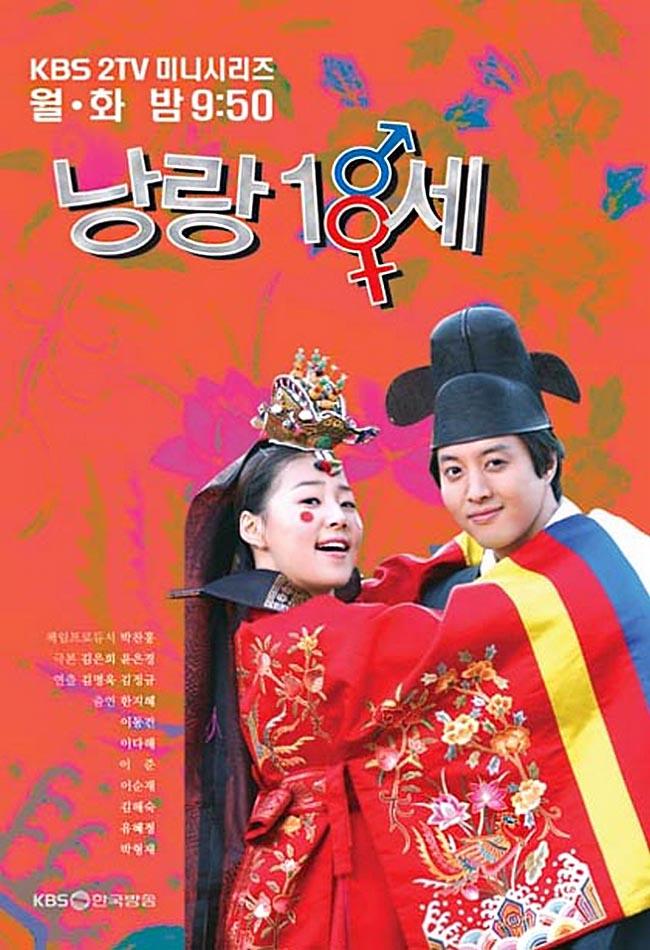 KBS 2TV 미니시리즈
월·화 밤 9:50
낭랑 18세
책임프로듀서 박찬홍
극본 김은희 윤은경
연출 김명욱 김정규
출연 한지혜
이동건
이다해
이 준
이순재
김해숙
유혜정
박형재
KBS 한국방송